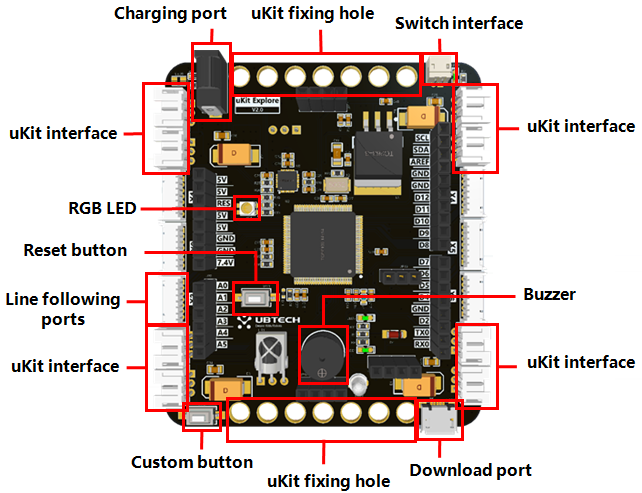 Charging port
uKit fixing hole
Switch interface
uKit Explore
V2.0
uKit interface
uKit interface
SCL
SDA
AREF
GND
GND
D12
D11
D10
D9
D8
5V
5V
RES
5V
5V
GND
GND
7.4V
RGB LED
Reset button
Line following
ports
A0
A1
A2
A3
A4
A5
D7
D6
D2
TX0
RX0
UBTECH
Buzzer
uKit interface
uKit interface
Custom button
uKit fixing hole
Download port